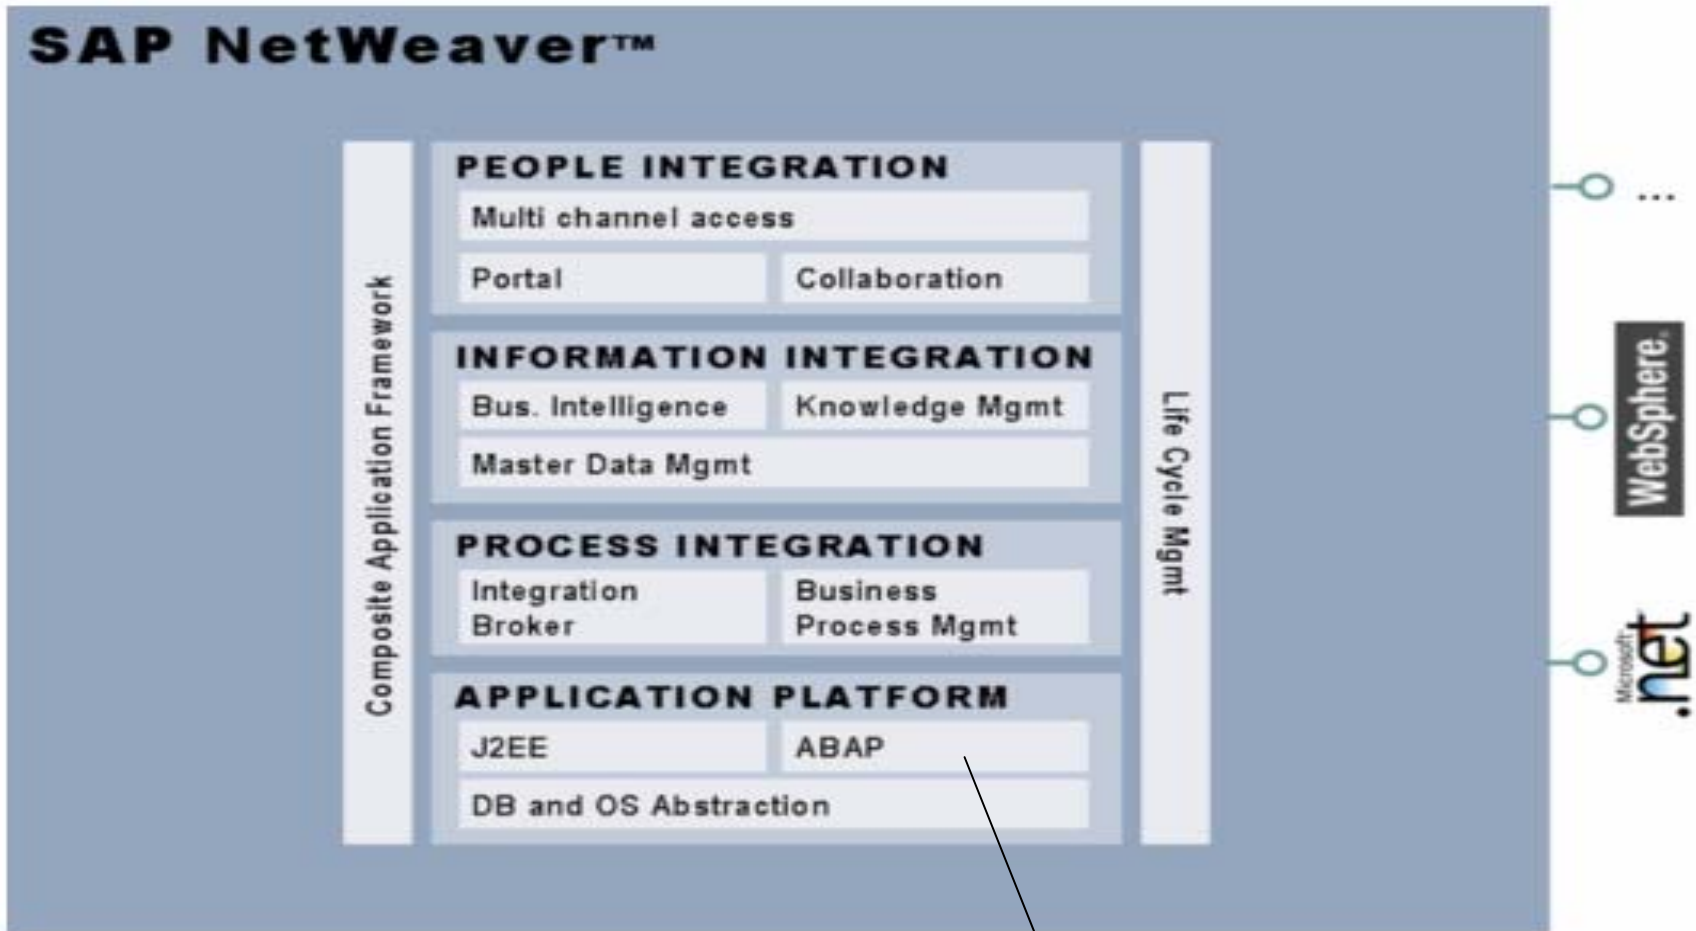 SAP NetWeaver™
Composite Application Framework
PEOPLE INTEGRATION
Multi channel access
Portal
Collaboration
INFORMATION INTEGRATION
Bus. Intelligence
Knowledge Mgmt
Master Data Mgmt
PROCESS INTEGRATION
Integration
Broker
Business
Process Mgmt
APPLICATION PLATFORM
J2EE
ABAP
DB and OS Abstraction
Life Cycle Mgmt
...
WebSphere.
Microsoft
.net